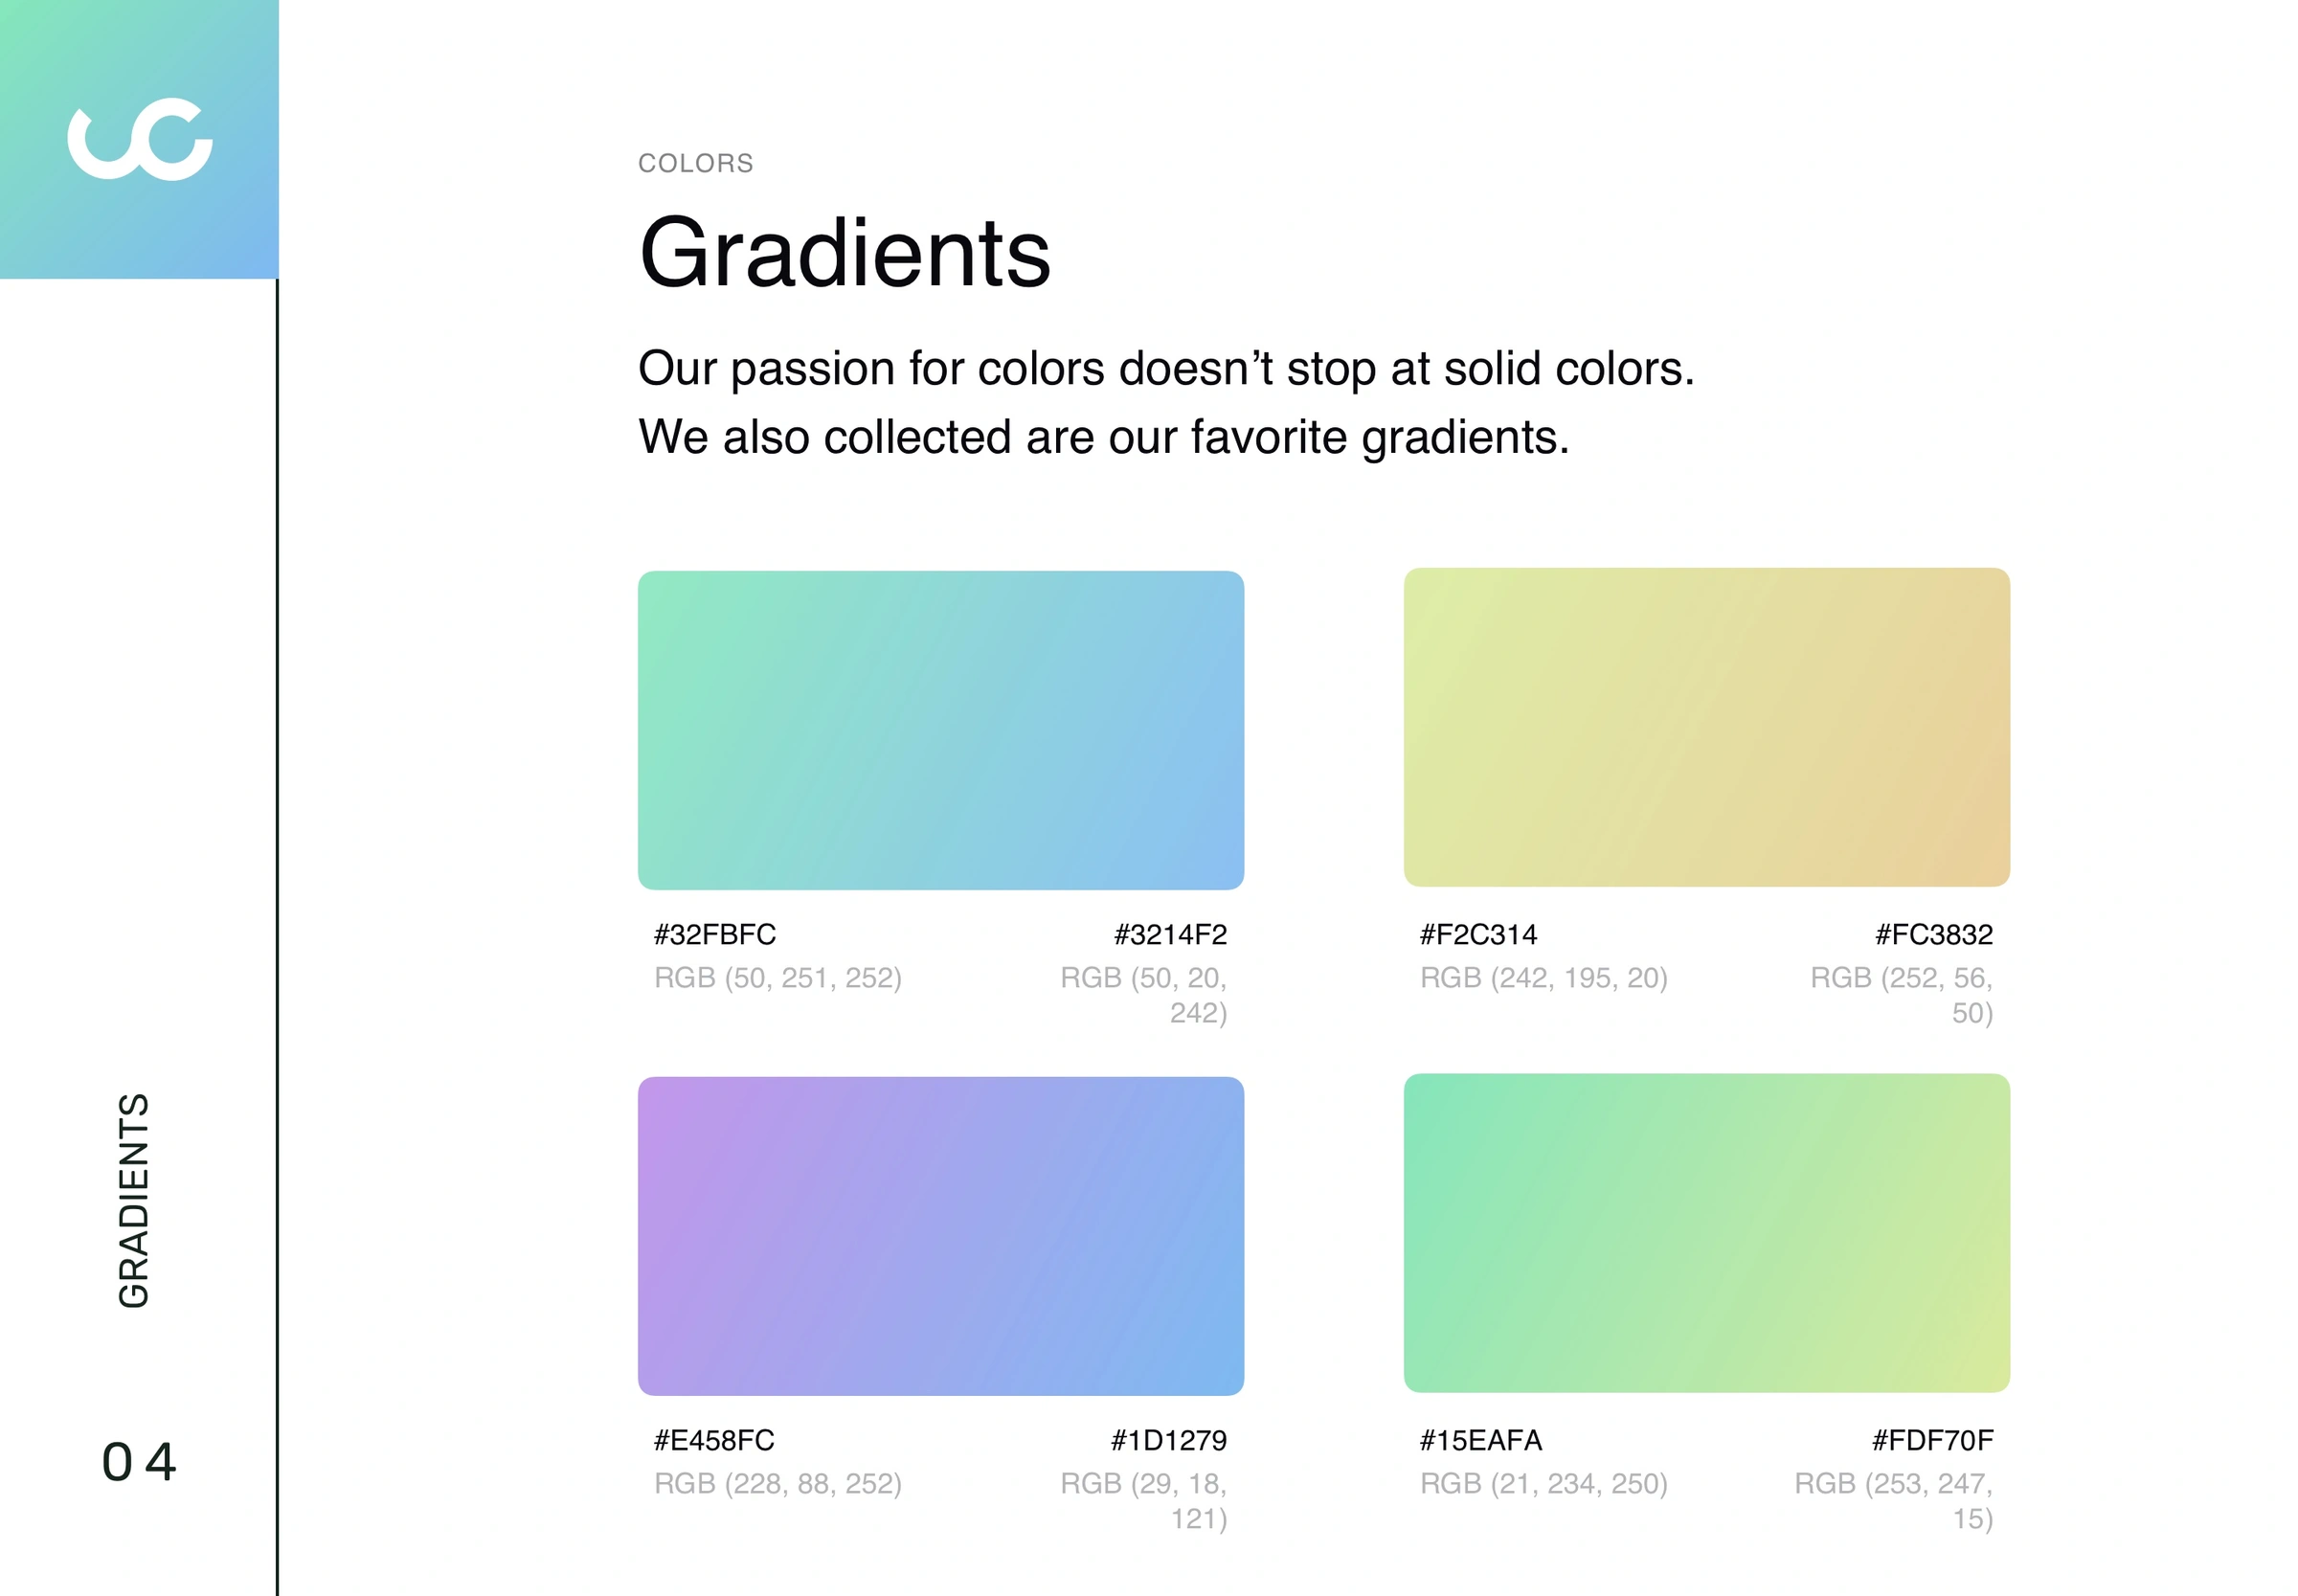 COLORS
Gradients
Our passion for colors doesn’t stop at solid colors.
We also collected are our favorite gradients.
#32FBFC
RGB (50, 251, 252)
#3214F2
RGB (50, 20,
242)
#F2C314
RGB (242, 195, 20)
#FC3832
RGB (252, 56,
50)
#E458FC
RGB (228, 88, 252)
#1D1279
RGB (29, 18,
121)
#15EAFA
RGB (21, 234, 250)
#FDF70F
RGB (253, 247,
15)
GRADIENTS
04